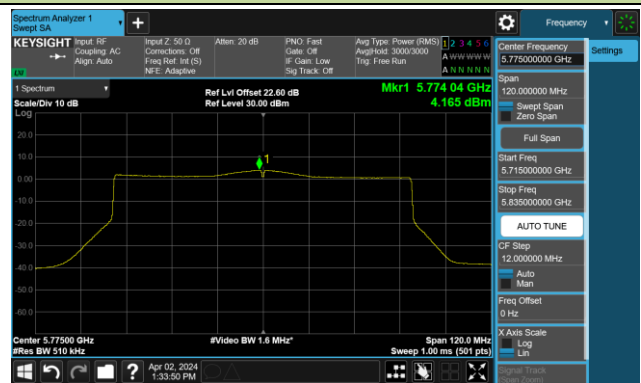 Spectrum Analyzer 1
Swept SA
Frequency
KEYSIGHT
Input: RF
Coupling: AC
Align: Auto
Input Z: 50 Ω
Corrections: Off
Freq Ref: Int (S)
NFE: Adaptive
Atten: 20 dB
PNO: Fast
Gate: Off
IF Gain: Low
Sig Track: Off
Avg Type: Power (RMS)
Avg|Hold: 3000/3000
Trig: Free Run
1 2 3 4 5 6
A W W W W W
A N N N N N
1 Spectrum
Scale/Div 10 dB
Log
Ref Lvl Offset 22.60 dB
Ref Level 30.00 dBm
Mkr1 5.774 04 GHz
4.165 dBm
20.0
10.0
0.00
-10.0
-20.0
-30.0
-40.0
-50.0
-60.0
1
Center 5.77500 GHz
#Res BW 510 kHz
#Video BW 1.6 MHz*
Span 120.0 MHz
Sweep 1.00 ms (501 pts)
Apr 02, 2024
1:33:50 PM
Center Frequency
5.775000000 GHz
Span
120.000000 MHz
Swept Span
Zero Span
Full Span
Start Freq
5.715000000 GHz
Stop Freq
5.835000000 GHz
AUTO TUNE
CF Step
12.000000 MHz
Auto
Man
Freq Offset
0 Hz
X Axis Scale
Log
Lin
Signal Track
(Span Zoom)
Settings